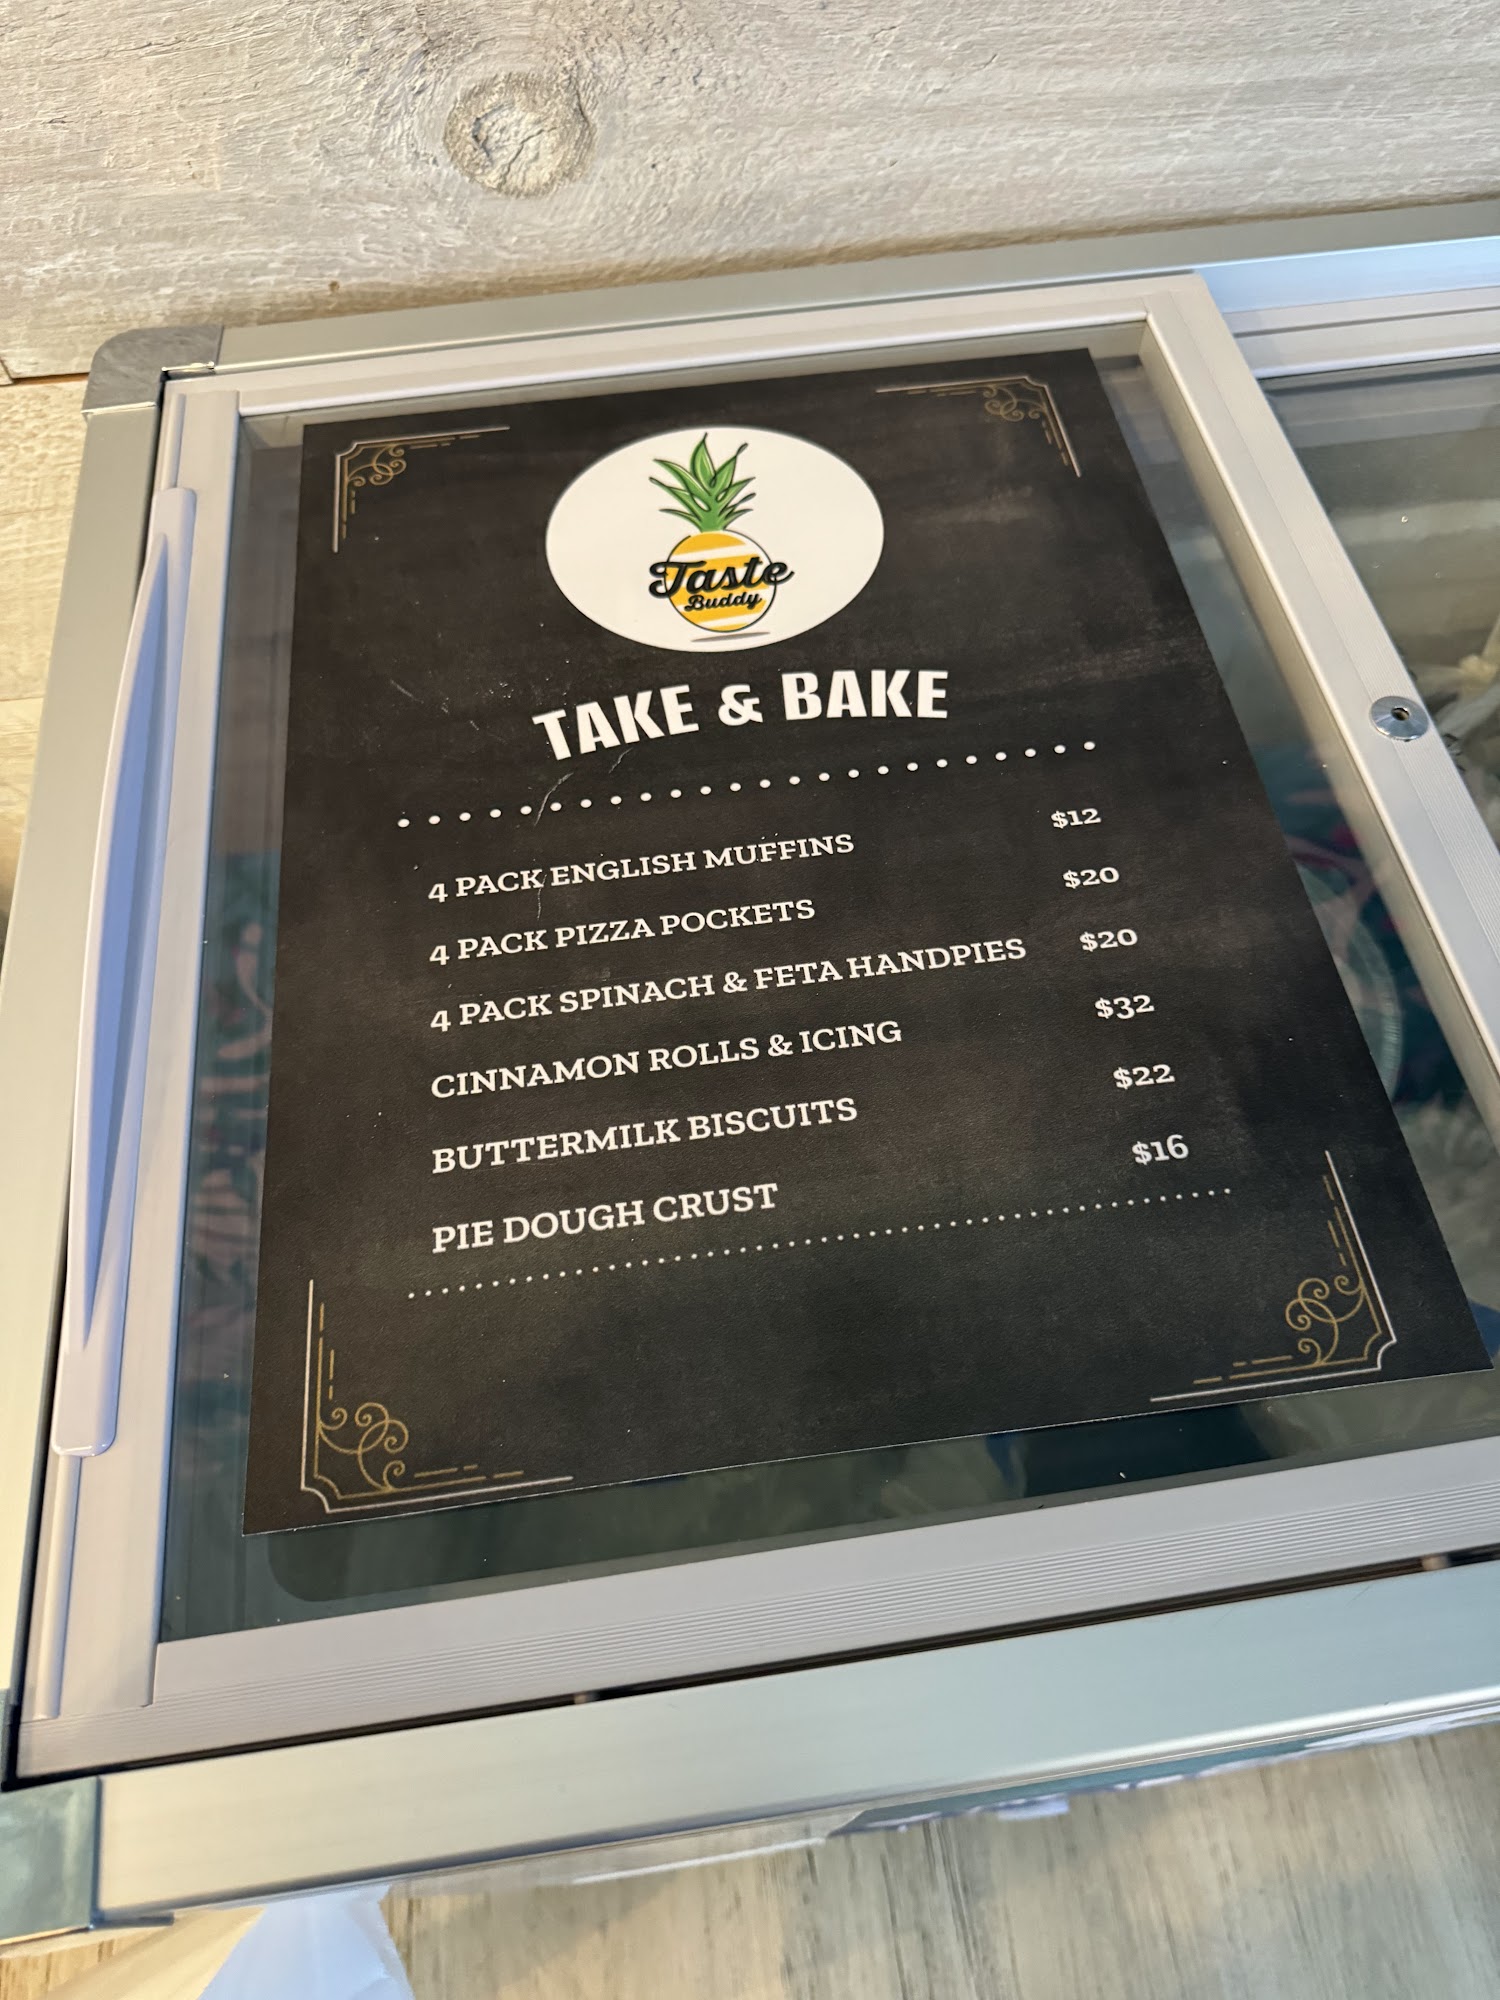 Taste
Buddy
TAKE & BAKE
4 PACK ENGLISH MUFFINS $12
4 PACK PIZZA POCKETS $20
4 PACK SPINACH & FETA HANDPIES $20
CINNAMON ROLLS & ICING $32
BUTTERMILK BISCUITS $22
PIE DOUGH CRUST $16